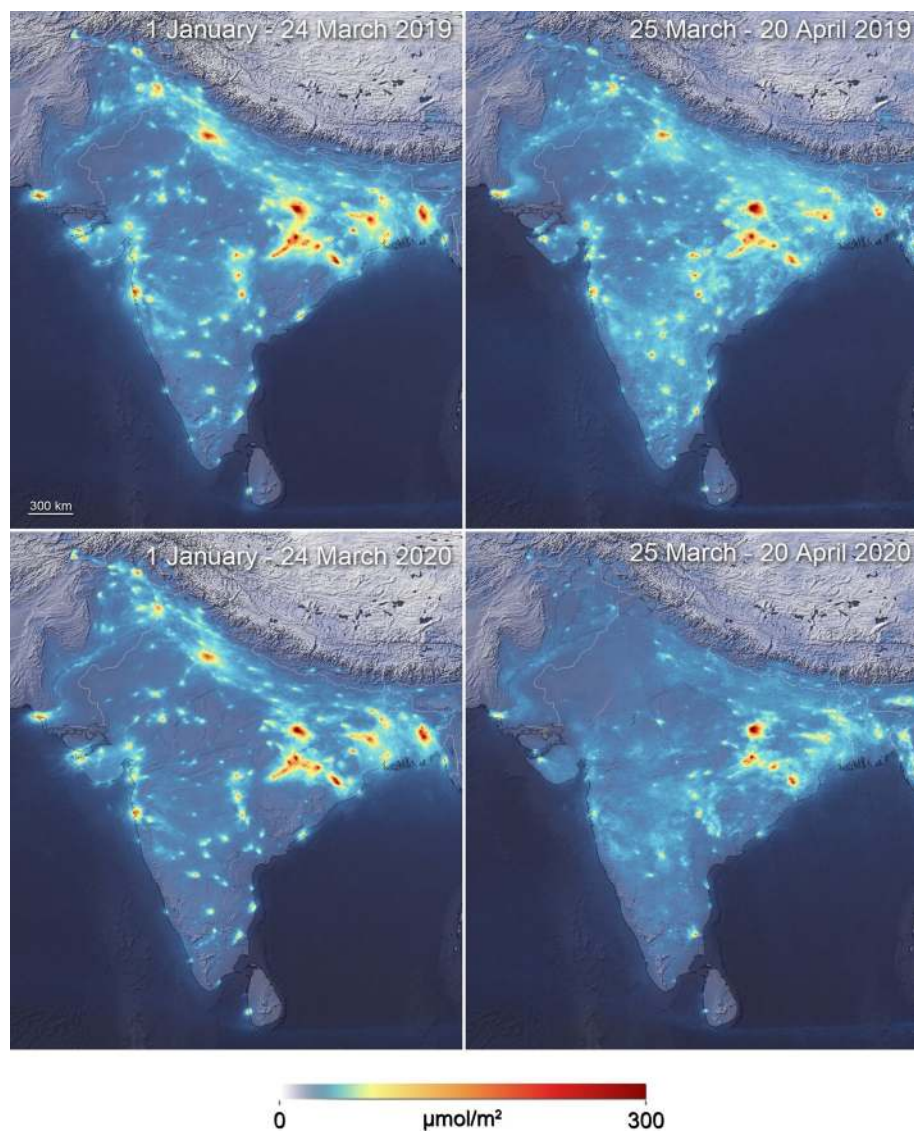 1 January - 24 March 2019
25 March - 20 April 2019
300 km
1 January - 24 March 2020
25 March - 20 April 2020
0
µmol/m²
300